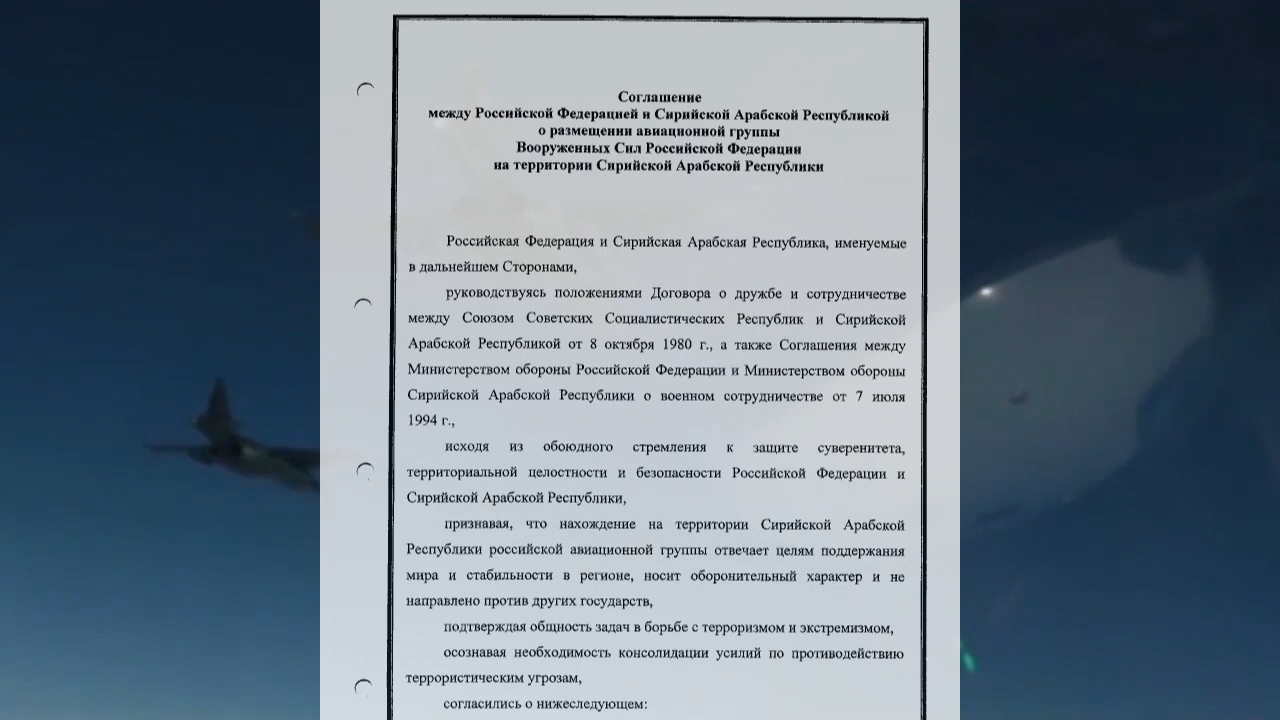 Соглашение
между Российской Федерацией и Сирийской Арабской Республикой
о размещении авиационной группы
Вооруженных Сил Российской Федерации
на территории Сирийской Арабской Республики
Российская Федерация и Сирийская Арабская Республика, именуемые
в дальнейшем Сторонами,
руководствуясь положениями Договора о дружбе и сотрудничестве
между Союзом Советских Социалистических Республик и Сирийской
Арабской Республикой от 8 октября 1980 г., а также Соглашения между
Министерством обороны Российской Федерации и Министерством обороны
Сирийской Арабской Республики о военном сотрудничестве от 7 июля
1994 г.,
исходя из обоюдного стремления к защите суверенитета,
территориальной целостности и безопасности Российской Федерации и
Сирийской Арабской Республики,
признавая, что нахождение на территории Сирийской Арабской
Республики российской авиационной группы отвечает целям поддержания
мира и стабильности в регионе, носит оборонительный характер и не
направлено против других государств,
подтверждая общность задач в борьбе с терроризмом и экстремизмом,
осознавая необходимость консолидации усилий по противодействию
террористическим угрозам,
согласились о нижеследующем: